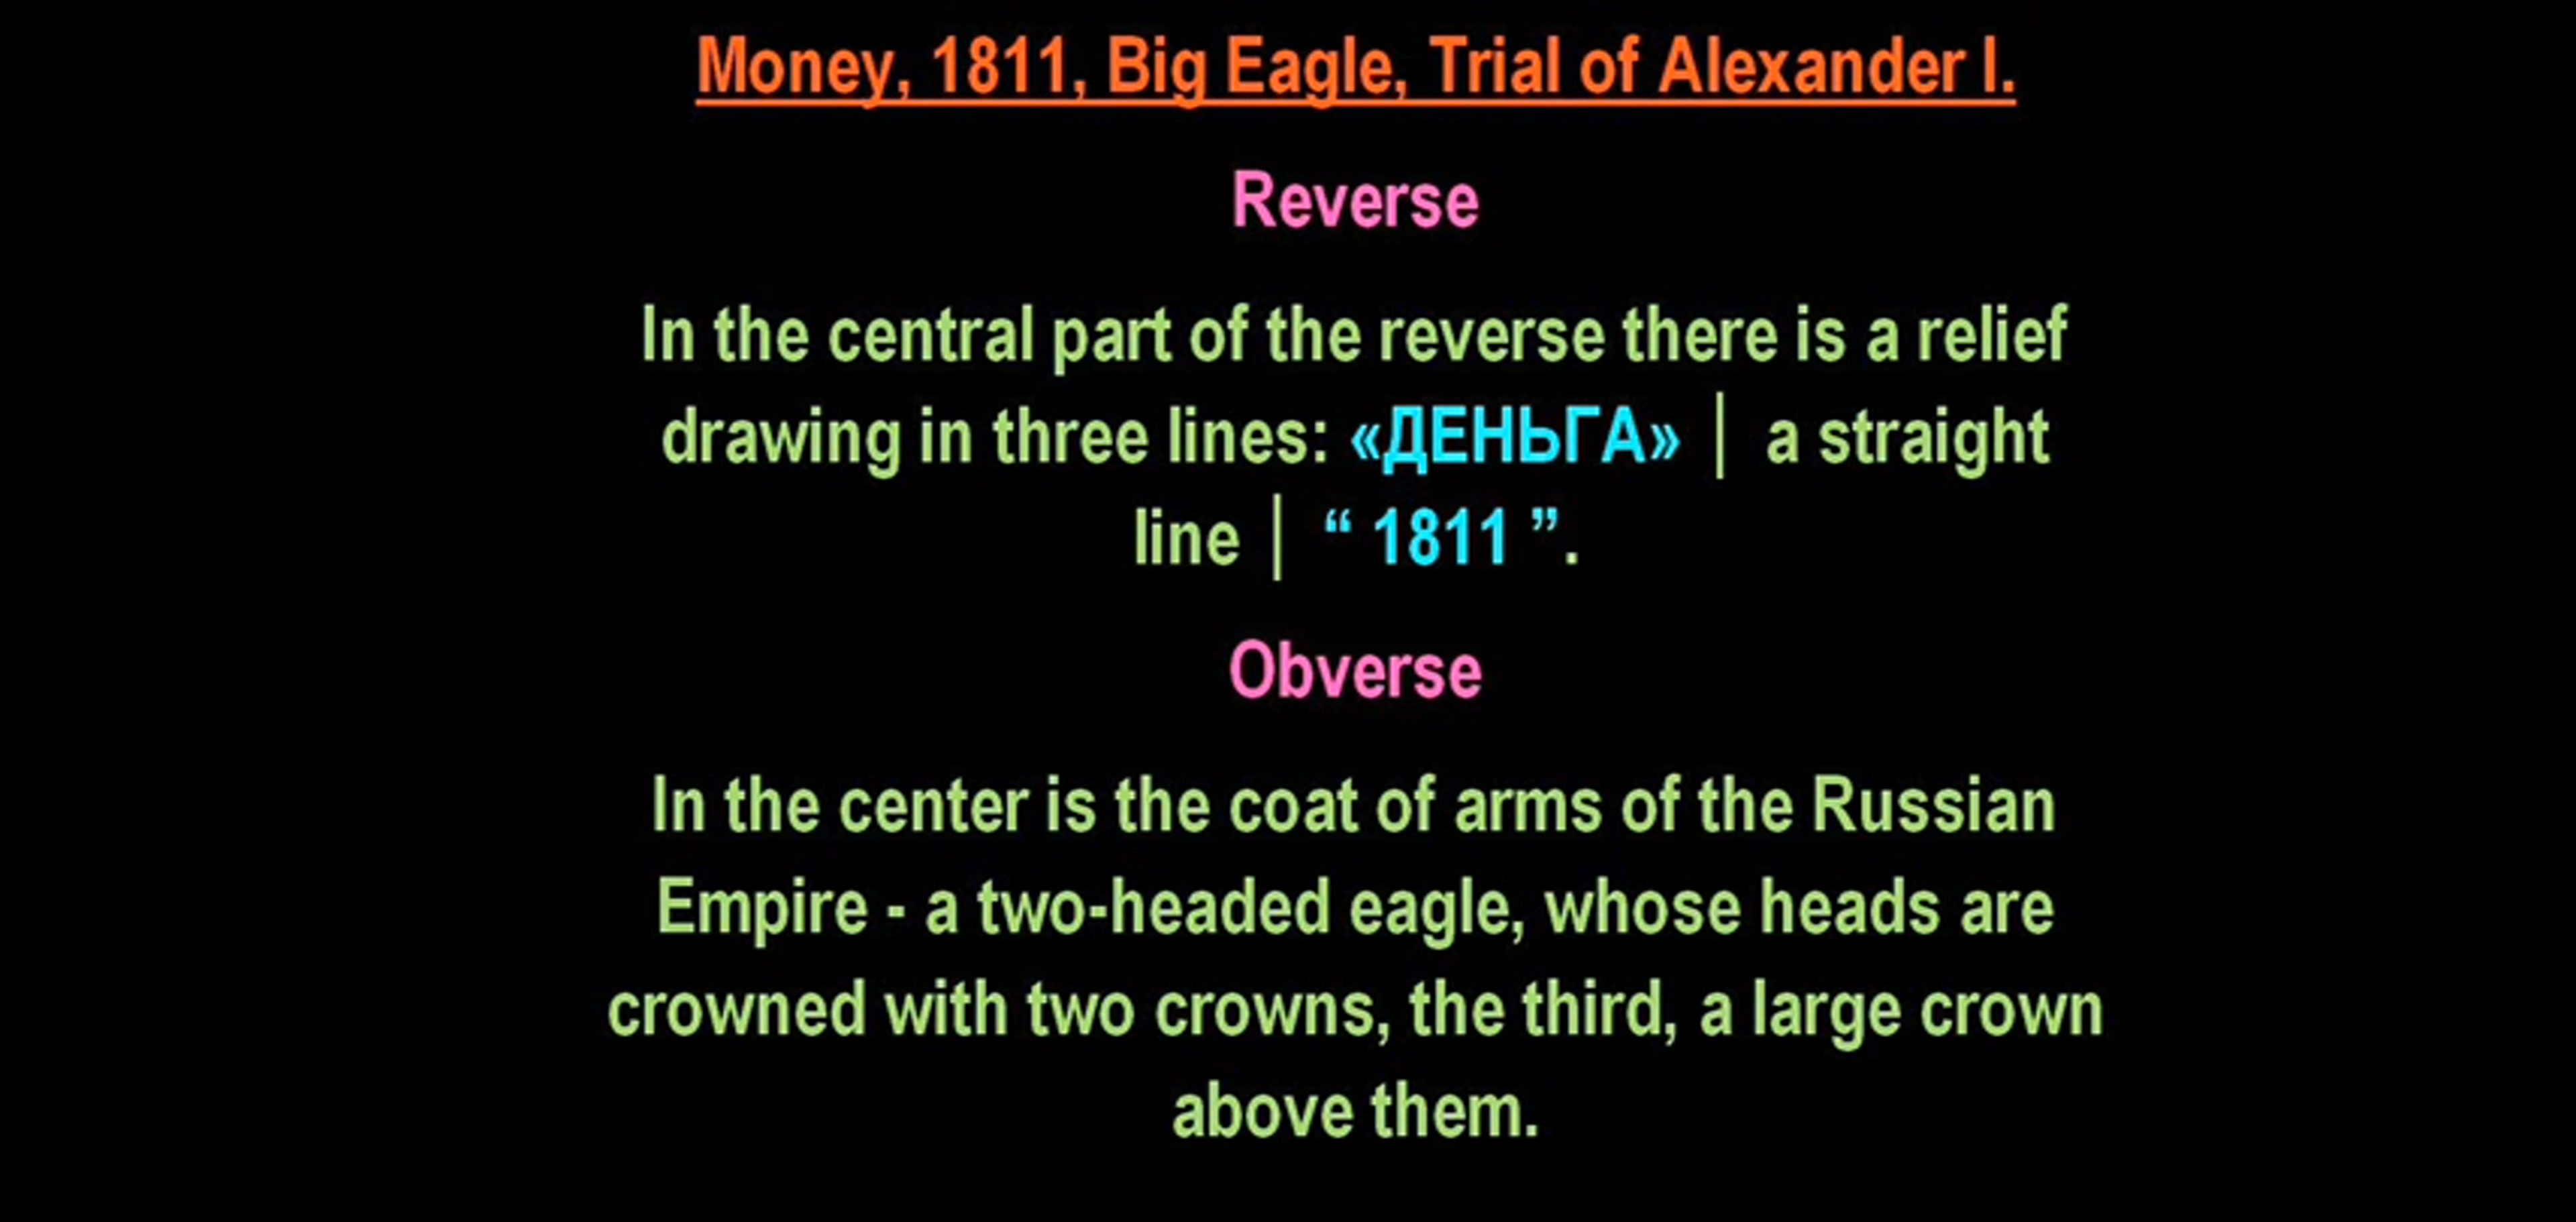 Money, 1811, Big Eagle, Trial of Alexander I.
Reverse
In the central part of the reverse there is a relief
drawing in three lines: «ДЕНЬГА» | a straight
line | “ 1811 ”.
Obverse
In the center is the coat of arms of the Russian
Empire - a two-headed eagle, whose heads are
crowned with two crowns, the third, a large crown
above them.